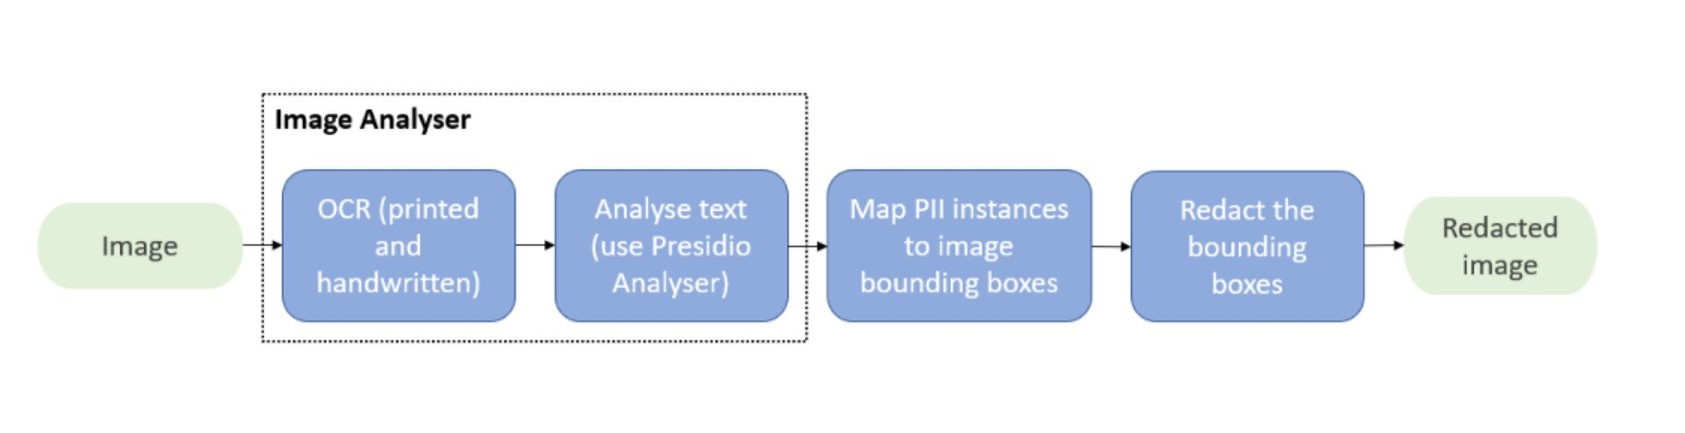 Image Analyser
Image
OCR (printed
and
handwritten)
Analyse text
(use Presidio
Analyser)
Map PII instances
to image
bounding boxes
Redact the
bounding
boxes
Redacted
image